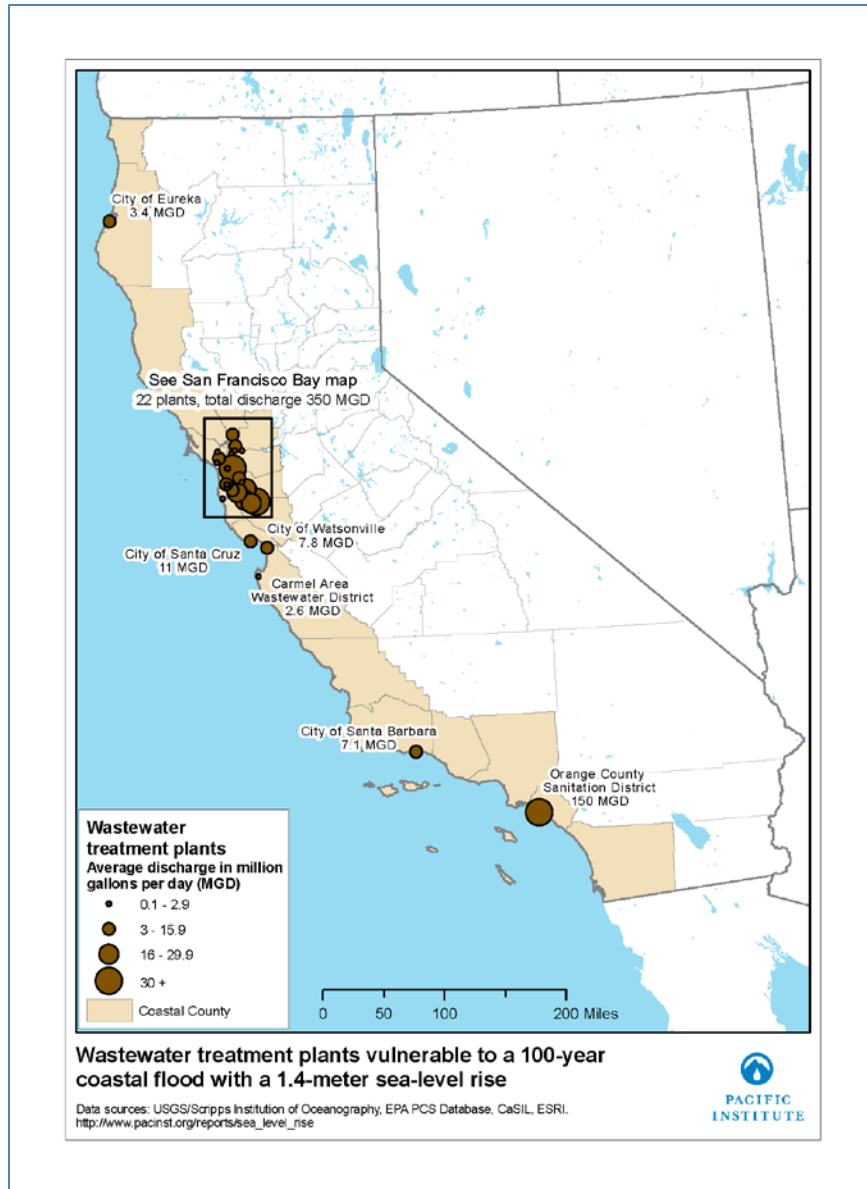 City of Eureka
3.4 MGD
See San Francisco Bay map
22 plants, total discharge 350 MGD
City of Watsonville
7.8 MGD
City of Santa Cruz
11 MGD
Carmel Area
Wastewater District
2.6 MGD
City of Santa Barbara
7.1 MGD
Orange County
Sanitation District
150 MGD
Wastewater
treatment plants
Average discharge in million
gallons per day (MGD)
0.1 - 2.9
3 - 15.9
16 - 29.9
30 +
Coastal County
0 50 100 200 Miles
Wastewater treatment plants vulnerable to a 100-year
coastal flood with a 1.4-meter sea-level rise
Data sources: USGS/Scripps Institution of Oceanography, EPA PCS Database, CaSIL, ESRI.
http://www.pacinst.org/reports/sea_level_rise
PACIFIC
INSTITUTE